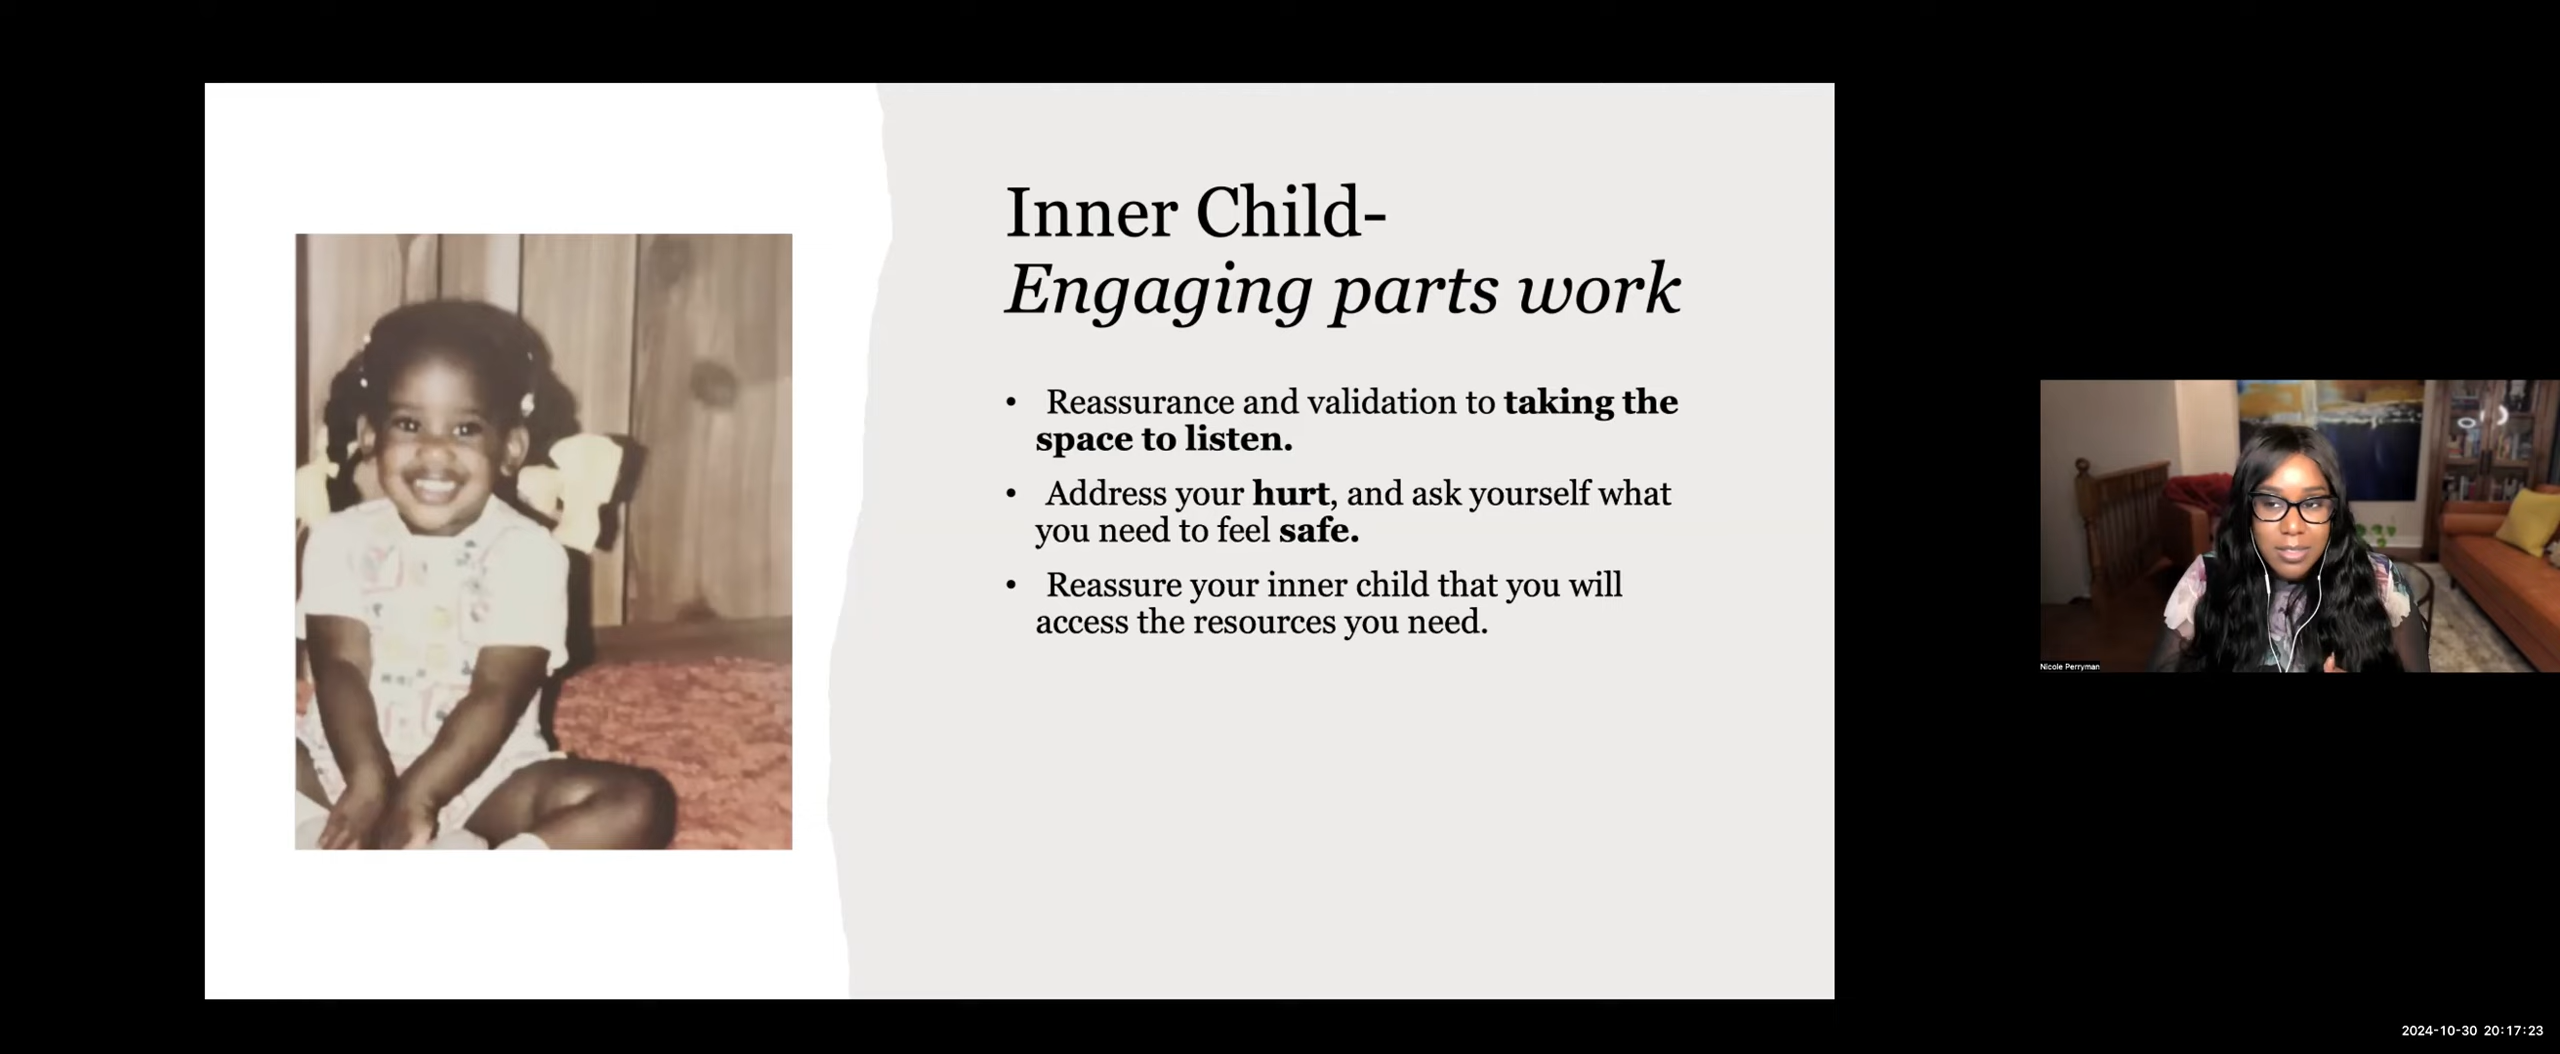 Inner Child-
Engaging parts work
• Reassurance and validation to taking the
space to listen.
• Address your hurt, and ask yourself what
you need to feel safe.
• Reassure your inner child that you will
access the resources you need.
Nicole Perryman
2024-10-30 20:17:23